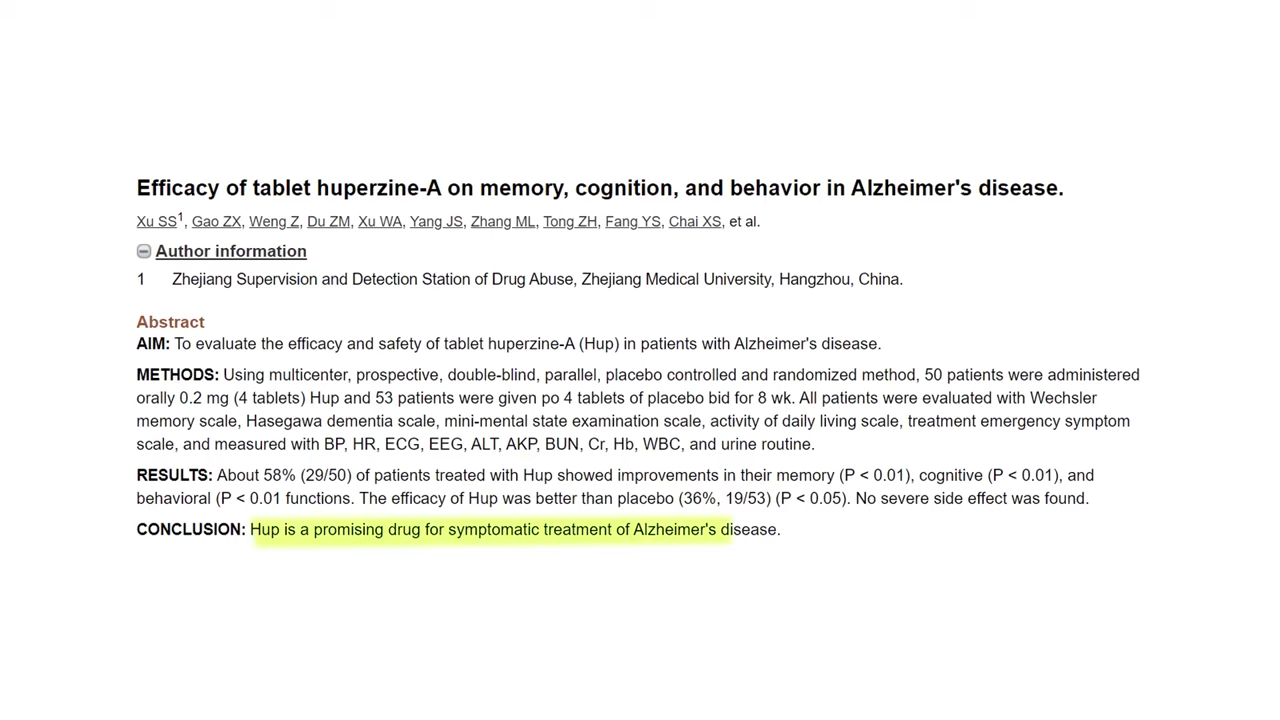 Efficacy of tablet huperzine-A on memory, cognition, and behavior in Alzheimer's disease.
Xu SS1, Gao ZX, Weng Z, Du ZM, Xu WA, Yang JS, Zhang ML, Tong ZH, Fang YS, Chai XS, et al.
Author information
1 Zhejiang Supervision and Detection Station of Drug Abuse, Zhejiang Medical University, Hangzhou, China.
Abstract
AIM: To evaluate the efficacy and safety of tablet huperzine-A (Hup) in patients with Alzheimer's disease.
METHODS: Using multicenter, prospective, double-blind, parallel, placebo controlled and randomized method, 50 patients were administered
orally 0.2 mg (4 tablets) Hup and 53 patients were given po 4 tablets of placebo bid for 8 wk. All patients were evaluated with Wechsler
memory scale, Hasegawa dementia scale, mini-mental state examination scale, activity of daily living scale, treatment emergency symptom
scale, and measured with BP, HR, ECG, EEG, ALT, AKP, BUN, Cr, Hb, WBC, and urine routine.
RESULTS: About 58% (29/50) of patients treated with Hup showed improvements in their memory (P < 0.01), cognitive (P < 0.01), and
behavioral (P < 0.01 functions. The efficacy of Hup was better than placebo (36%, 19/53) (P < 0.05). No severe side effect was found.
CONCLUSION: Hup is a promising drug for symptomatic treatment of Alzheimer's disease.